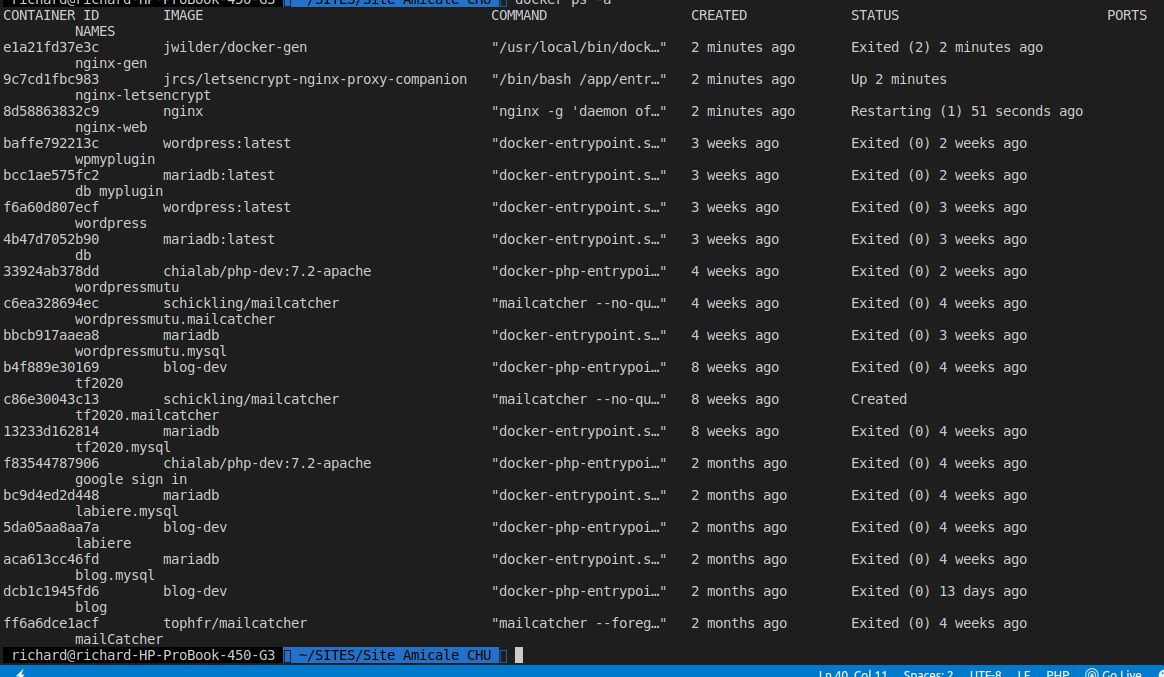 richard@richard-HP-ProBook-450-G3 ~/SITES/Site Amicale CHU docker ps -a
CONTAINER ID IMAGE COMMAND CREATED STATUS PORTS
NAMES
e1a21fd37e3c jwilder/docker-gen "/usr/local/bin/dock…" 2 minutes ago Exited (2) 2 minutes ago
nginx-gen
9c7cd1fbc983 jrcs/letsencrypt-nginx-proxy-companion "/bin/bash /app/entr…" 2 minutes ago Up 2 minutes
nginx-letsencrypt
8d58863832c9 nginx "nginx -g 'daemon of…" 2 minutes ago Restarting (1) 51 seconds ago
nginx-web
baffe792213c wordpress:latest "docker-entrypoint.s…" 3 weeks ago Exited (0) 2 weeks ago
wpmyplugin
bcc1ae575fc2 mariadb:latest "docker-entrypoint.s…" 3 weeks ago Exited (0) 2 weeks ago
db_myplugin
f6a60d807ecf wordpress:latest "docker-entrypoint.s…" 3 weeks ago Exited (0) 3 weeks ago
wordpress
4b47d7052b90 mariadb:latest "docker-entrypoint.s…" 3 weeks ago Exited (0) 3 weeks ago
db
33924ab378dd chialab/php-dev:7.2-apache "docker-php-entrypoi…" 4 weeks ago Exited (0) 2 weeks ago
wordpressmutu
c6ea328694ec schickling/mailcatcher "mailcatcher --no-qu…" 4 weeks ago Exited (0) 4 weeks ago
wordpressmutu.mailcatcher
bbcb917aaea8 mariadb "docker-entrypoint.s…" 4 weeks ago Exited (0) 3 weeks ago
wordpressmutu.mysql
b4f889e30169 blog-dev "docker-php-entrypoi…" 8 weeks ago Exited (0) 4 weeks ago
tf2020
c86e30043c13 schickling/mailcatcher "mailcatcher --no-qu…" 8 weeks ago Created
tf2020.mailcatcher
13233d162814 mariadb "docker-entrypoint.s…" 8 weeks ago Exited (0) 4 weeks ago
tf2020.mysql
f83544787906 chialab/php-dev:7.2-apache "docker-php-entrypoi…" 2 months ago Exited (0) 4 weeks ago
google_sign_in
bc9d4ed2d448 mariadb "docker-entrypoint.s…" 2 months ago Exited (0) 4 weeks ago
labiere.mysql
5da05aa8aa7a blog-dev "docker-php-entrypoi…" 2 months ago Exited (0) 4 weeks ago
labiere
aca613cc46fd mariadb "docker-entrypoint.s…" 2 months ago Exited (0) 4 weeks ago
blog.mysql
dcb1c1945fd6 blog-dev "docker-php-entrypoi…" 2 months ago Exited (0) 13 days ago
blog
ff6a6dce1acf tophfr/mailcatcher "mailcatcher --foreg…" 2 months ago Exited (0) 4 weeks ago
mailCatcher
richard@richard-HP-ProBook-450-G3 ~/SITES/Site Amicale CHU
Ln 40, Col 11 Spaces: 2 UTF-8 LF PHP Go Live